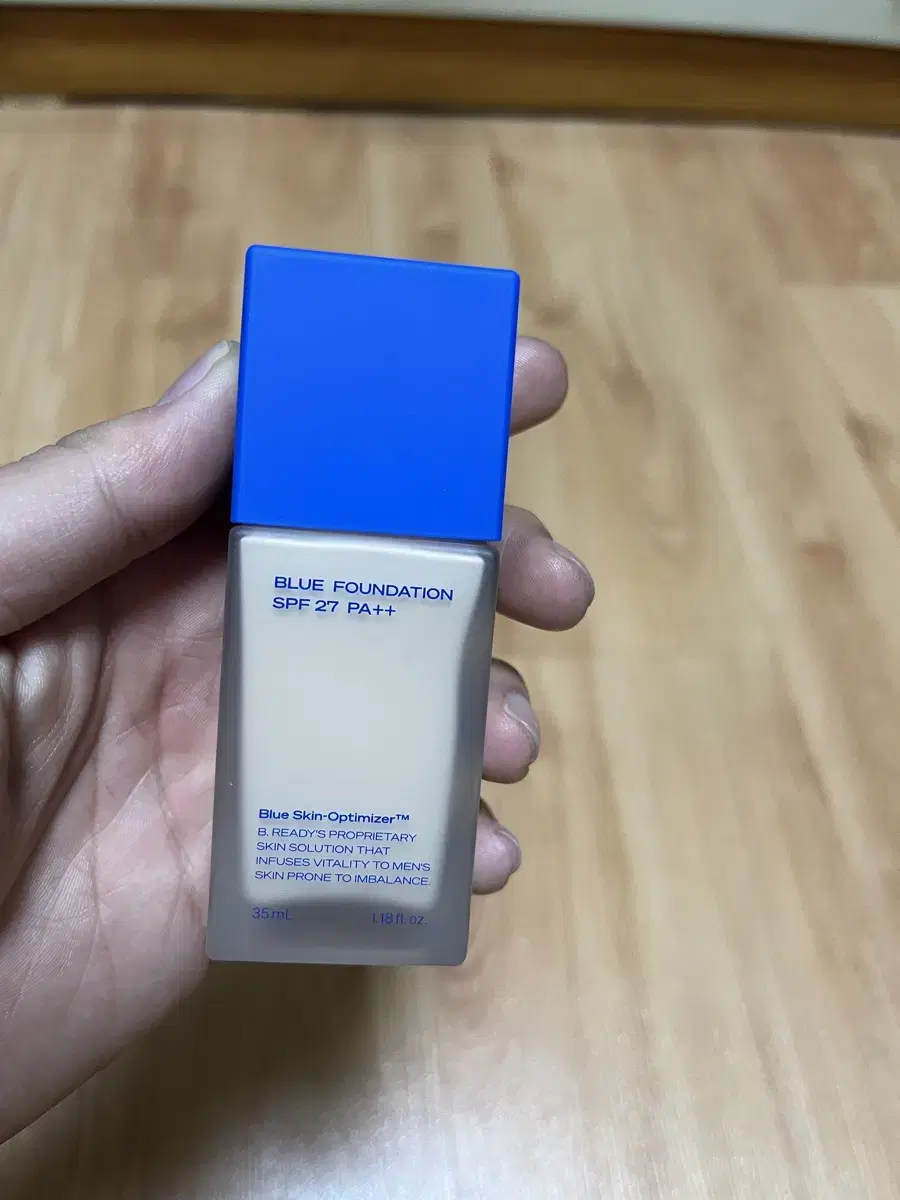 BLUE FOUNDATION
SPF 27 PA++
Blue Skin-Optimizer™
B. READY'S PROPRIETARY
SKIN SOLUTION THAT
INFUSES VITALITY TO MEN'S
SKIN PRONE TO IMBALANCE.
35 mL 1.18 fl. oz.